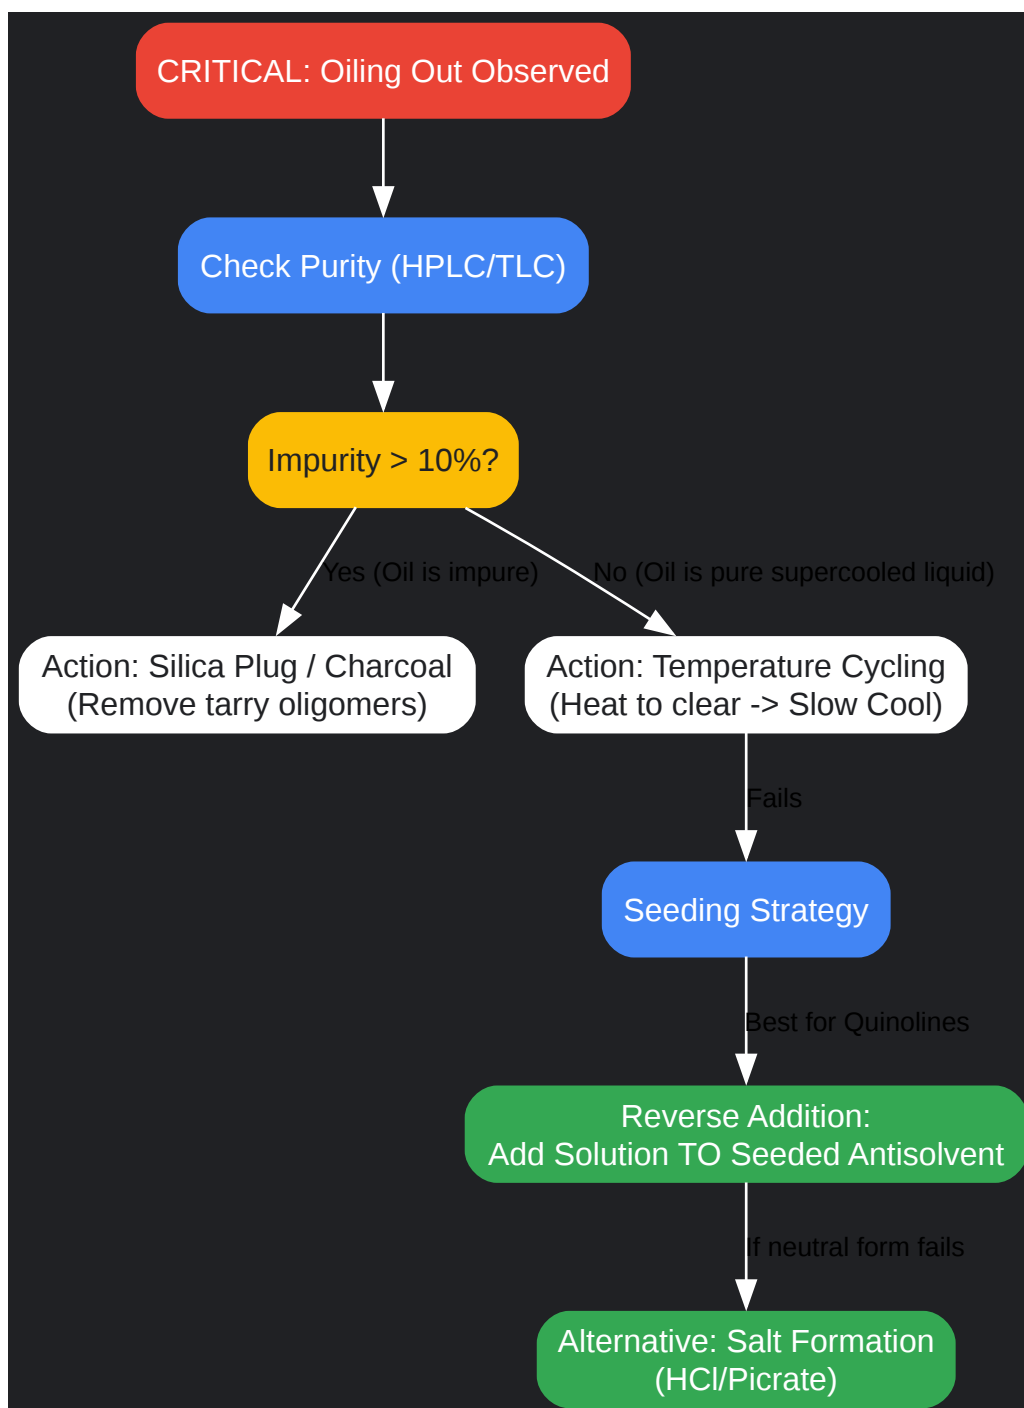 CRITICAL: Oiling Out Observed
Check Purity (HPLC/TLC)
Impurity > 10%?
Yes (Oil is impure)
No (Oil is pure supercooled liquid)
Action: Silica Plug / Charcoal
(Remove tarry oligomers)
Action: Temperature Cycling
(Heat to clear -> Slow Cool)
Fails
Seeding Strategy
Best for Quinolines
Reverse Addition:
Add Solution TO Seeded Antisolvent
If neutral form fails
Alternative: Salt Formation
(HCl/Picrate)